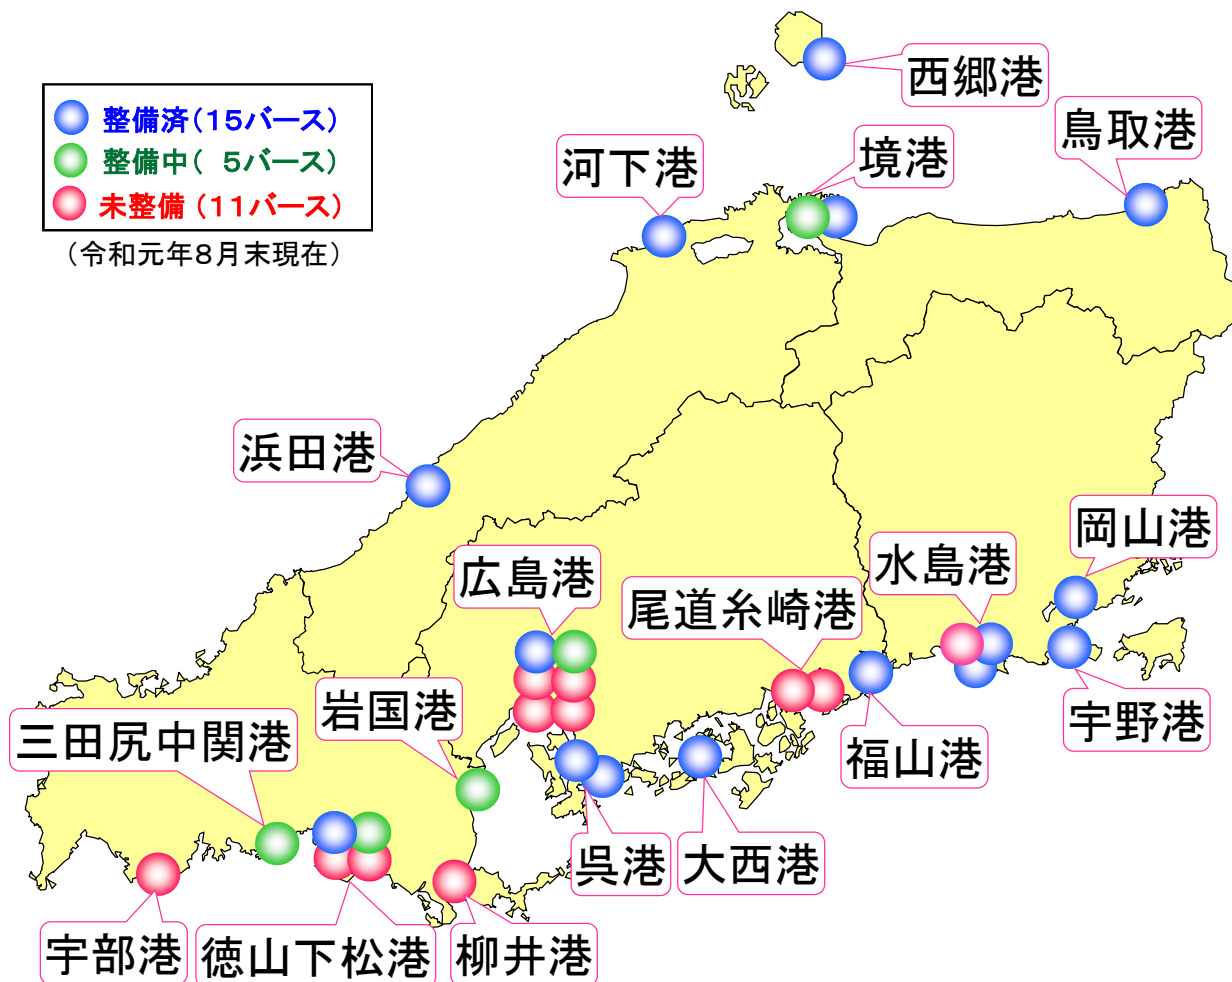 整備済(15バース)
整備中( 5バース)
未整備(11バース)
(令和元年8月末現在)
西郷港
鳥取港
境港
河下港
浜田港
岡山港
水島港
広島港
尾道糸崎港
岩国港
三田尻中関港
宇野港
福山港
呉港
大西港
宇部港
徳山下松港
柳井港